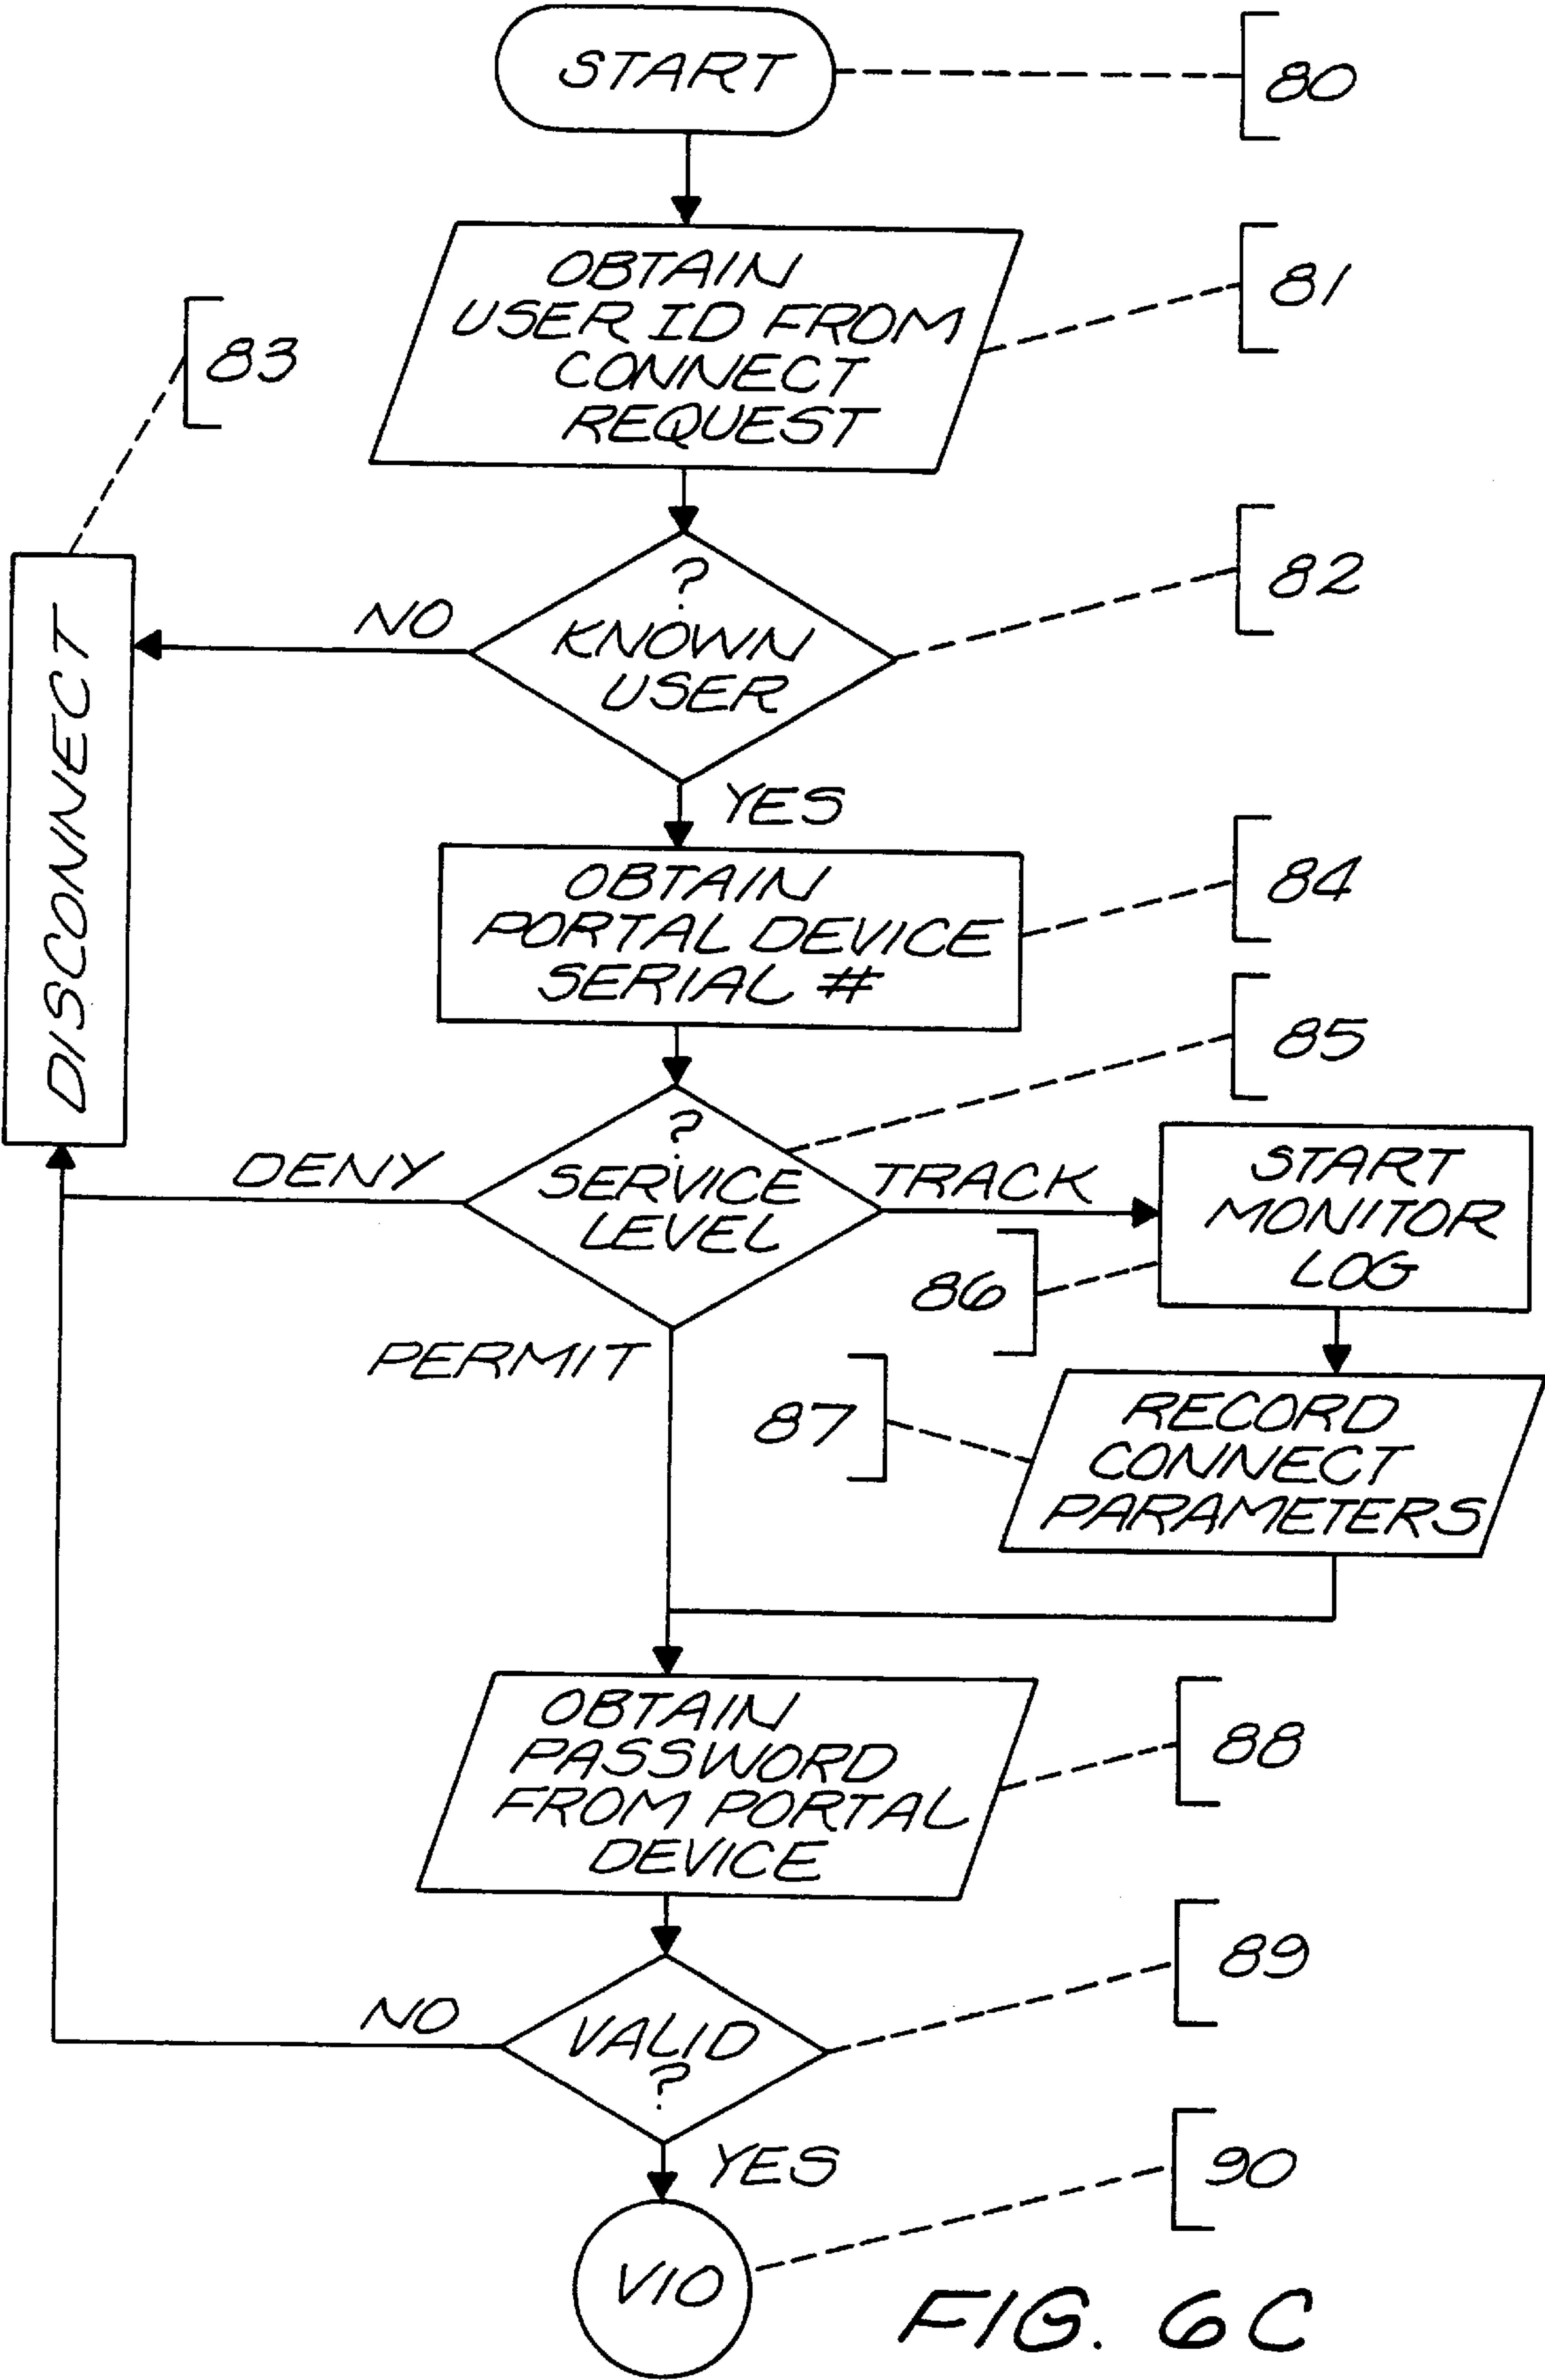 START
80
OBTAIN
USER ID FROM
CONNECT
REQUEST
81
83
?
KNOWN
USER
82
NO
DISCONNECT
YES
OBTAIN
PORTAL DEVICE
SERIAL #
84
85
?
SERVICE
LEVEL
DENY
TRACK
START
MONITOR
LOG
86
PERMIT
87
RECORD
CONNECT
PARAMETERS
OBTAIN
PASSWORD
FROM PORTAL
DEVICE
88
89
NO
VALID
?
YES
90
V10
FIG. 6C